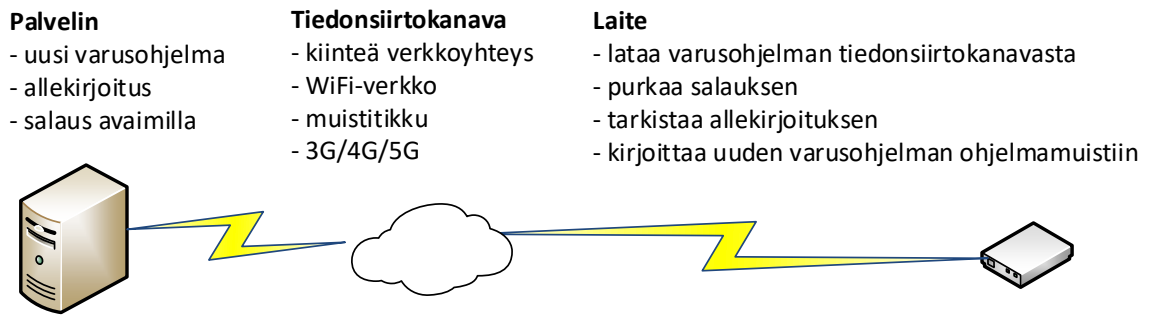 Palvelin
- uusi varusohjelma
- allekirjoitus
- salaus avaimilla
Tiedonsiirtokanava
- kiinteä verkkoyhteys
- WiFi-verkko
- muistitikku
- 3G/4G/5G
Laite
- lataa varusohjelman tiedonsiirtokanavasta
- purkaa salauksen
- tarkistaa allekirjoituksen
- kirjoittaa uuden varusohjelman ohjelmamuistiin